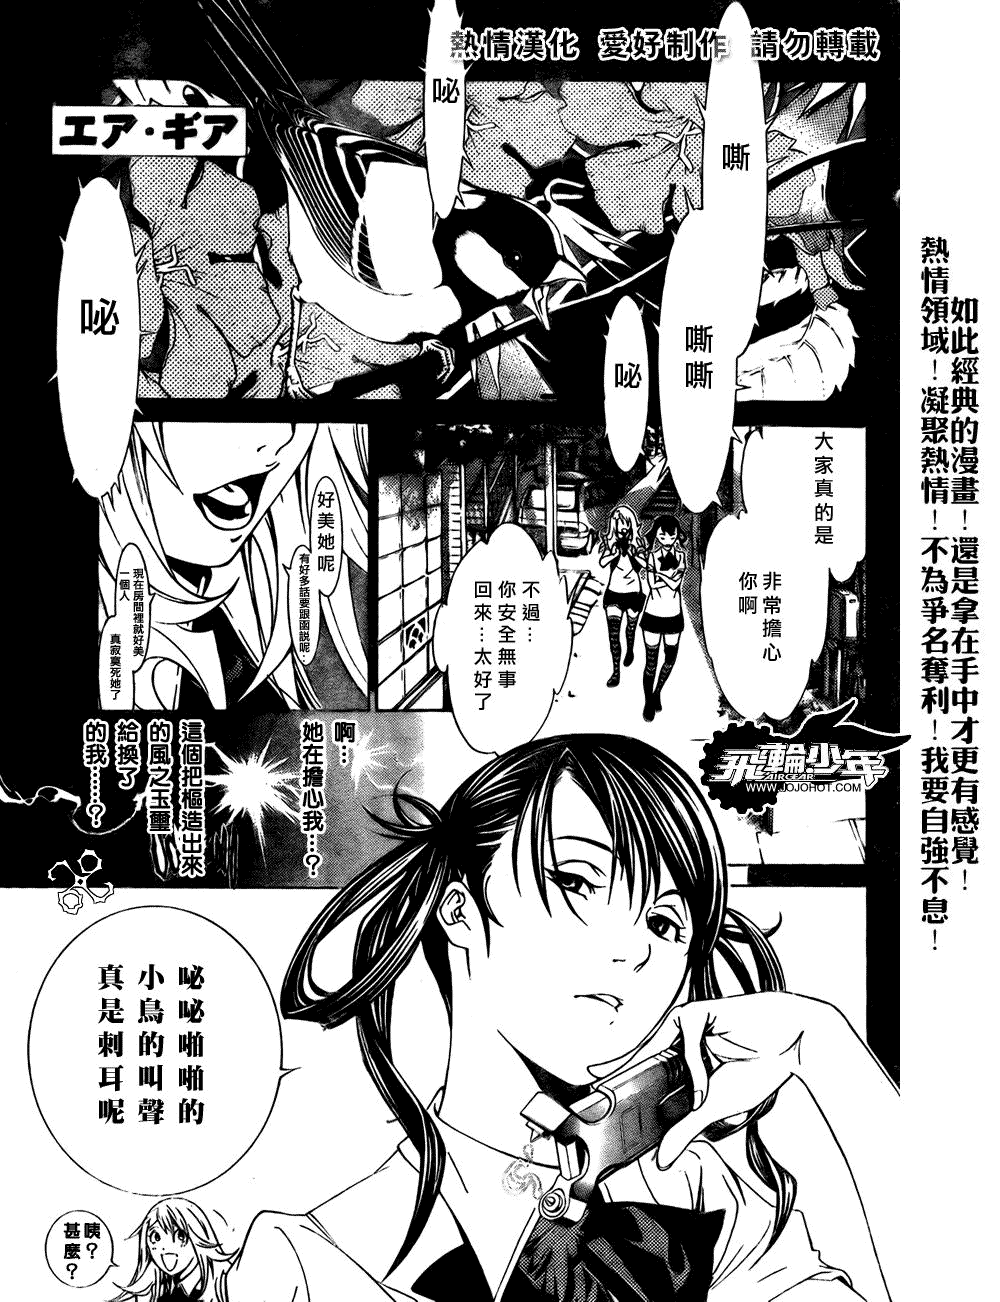 熱情漢化 愛好制作 請勿轉載
エア・ギア
如此經典的漫畫！還是拿在手中才更有感覺！
熱情領域！凝聚熱情！不為爭名奪利！我要自強不息！
嘶
嘶嘶
咇
咇
咇
大家真的是
非常擔心
你啊
不過…
你安全無事
回來…太好了
好美她呢
有好多話要跟函說呢…
現在房間裡就好美
一個人
真寂寞死她了
飛輪少年
AIRGEAR
WWW.JOJOHOT.COM
啊…
她在擔心我…？
這個把樞造出來
的風之玉璽
給換了
的我……？
咇咇啪啪的
小鳥的叫聲
真是刺耳呢
咦？
甚麼？